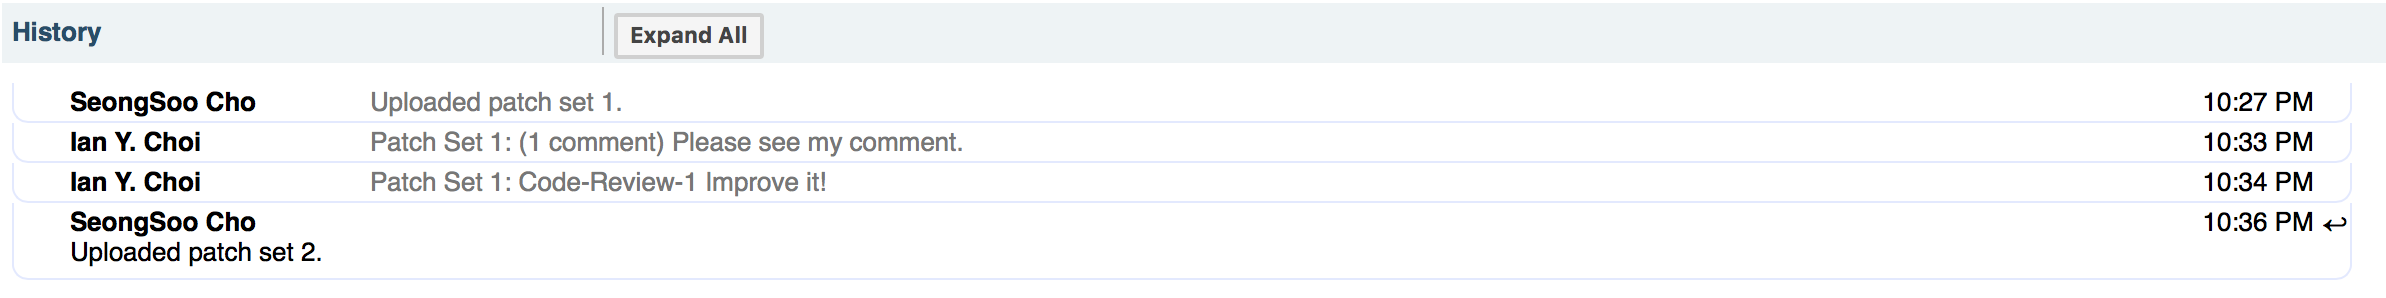 History Expand All
SeongSoo Cho Uploaded patch set 1. 10:27 PM
Ian Y. Choi Patch Set 1: (1 comment) Please see my comment. 10:33 PM
Ian Y. Choi Patch Set 1: Code-Review-1 Improve it! 10:34 PM
SeongSoo Cho 10:36 PM
Uploaded patch set 2.